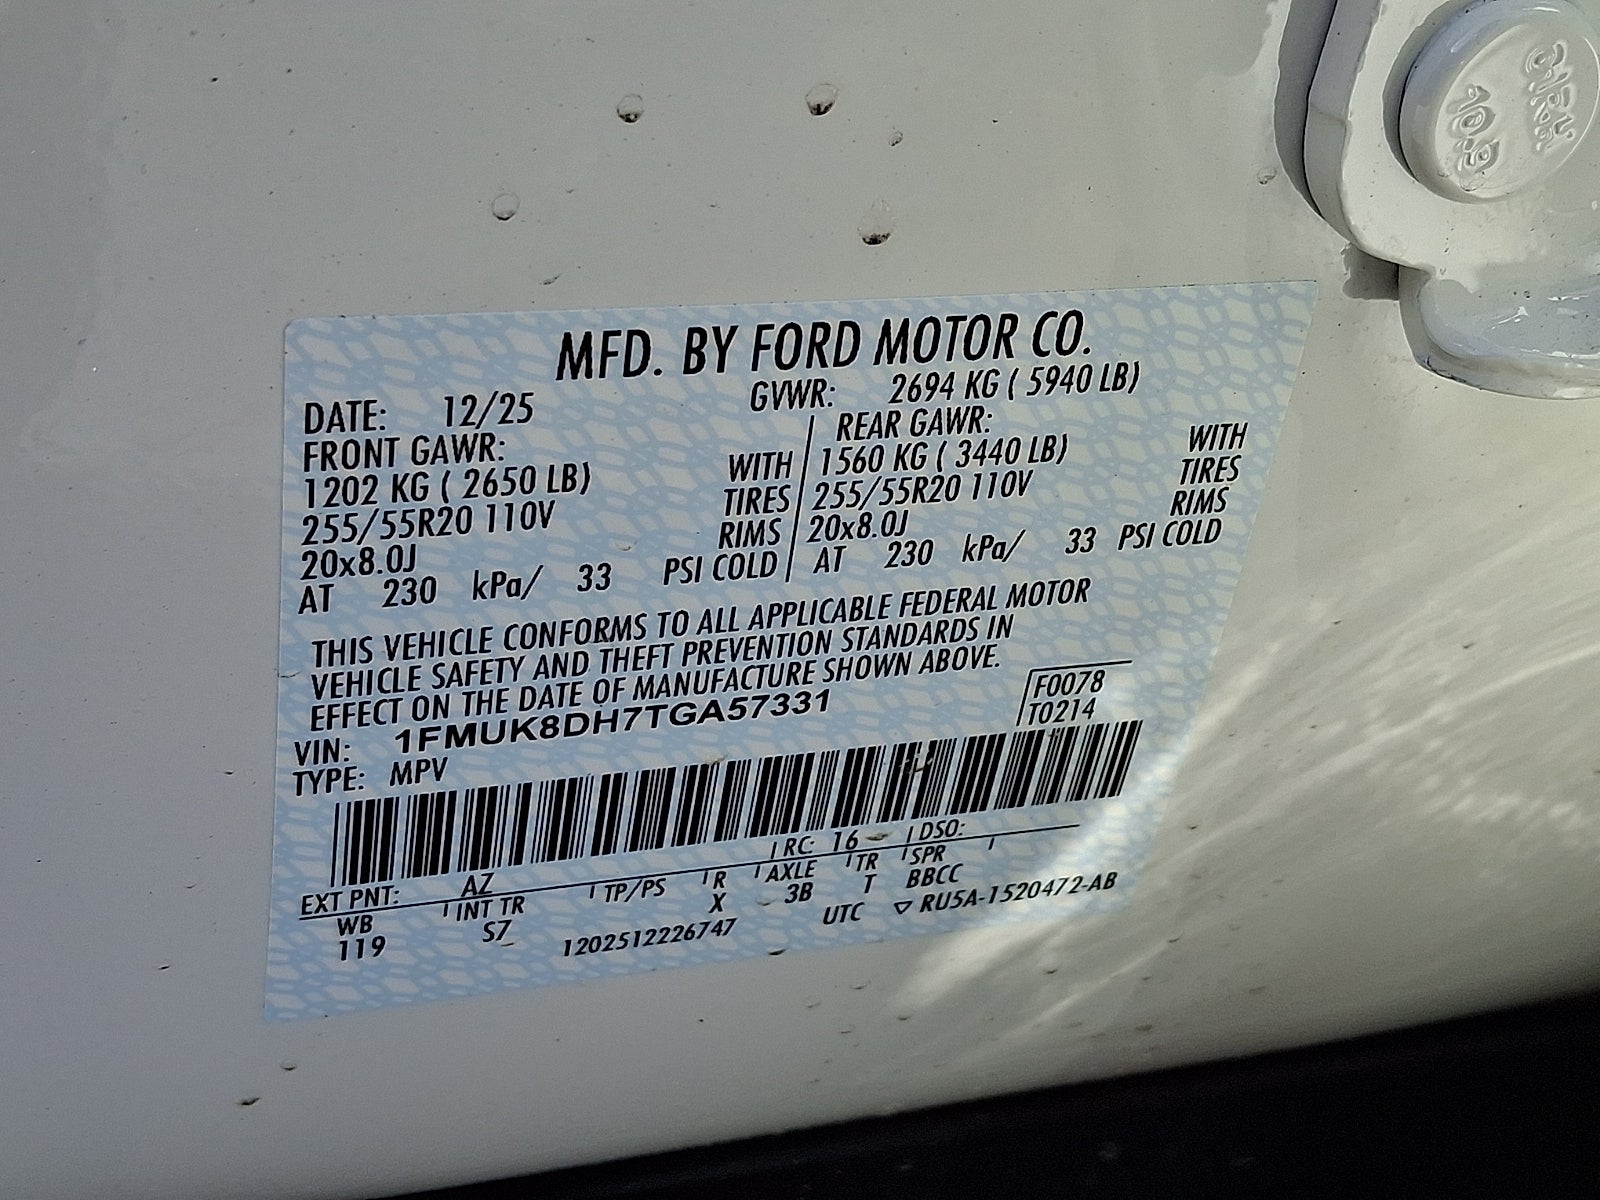 10.9
MFD. BY FORD MOTOR CO.
DATE: 12/25 GVWR: 2694 KG ( 5940 LB)
FRONT GAWR: REAR GAWR:
1202 KG ( 2650 LB) WITH 1560 KG ( 3440 LB) WITH
255/55R20 110V TIRES 255/55R20 110V TIRES
20x8.0J RIMS 20x8.0J RIMS
AT 230 kPa/ 33 PSI COLD AT 230 kPa/ 33 PSI COLD
THIS VEHICLE CONFORMS TO ALL APPLICABLE FEDERAL MOTOR
VEHICLE SAFETY AND THEFT PREVENTION STANDARDS IN
EFFECT ON THE DATE OF MANUFACTURE SHOWN ABOVE.
VIN: 1FMUK8DH7TGA57331 F0078
TYPE: MPV T0214
EXT PNT: AZ RC: 16 DSO:
WB INT TR TP/PS R AXLE TR SPR
119 S7 X 3B T BBCC
1202512226747 UTC ▽ RU5A-1520472-AB